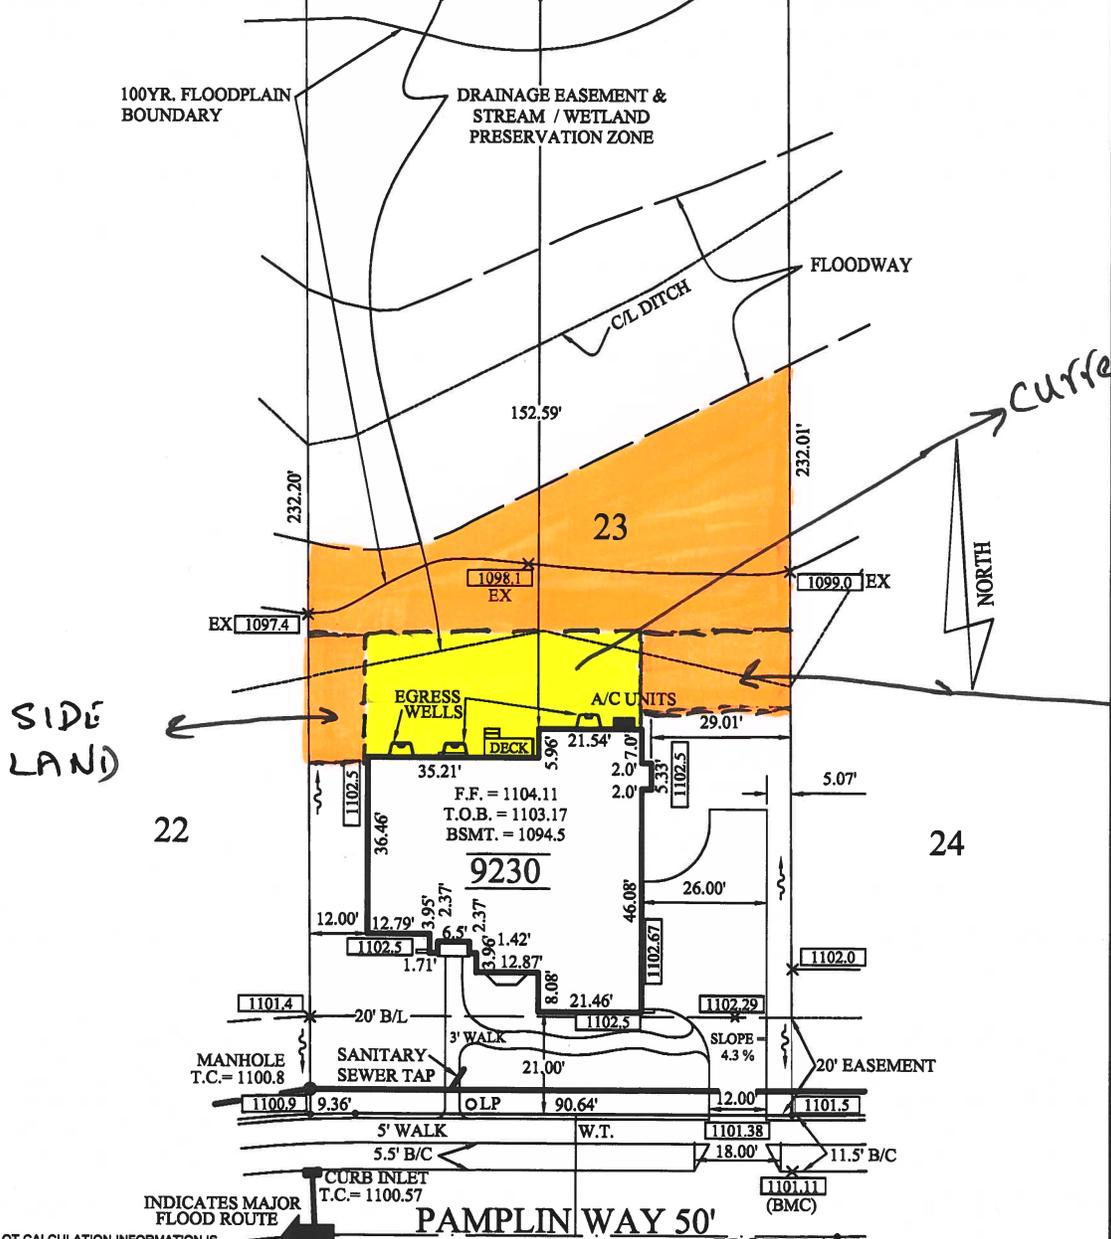 100YR. FLOODPLAIN
BOUNDARY
DRAINAGE EASEMENT &
STREAM / WETLAND
PRESERVATION ZONE
FLOODWAY
C/L DITCH
CURRE
152.59'
232.20'
232.01'
23
NORTH
1098.1
EX
1099.0 EX
EX 1097.4
SIDE
LAND
EGRESS
WELLS
A/C UNITS
DECK
29.01'
21.54'
5.96'
7.0'
35.21'
2.0'
2.0'
5.33'
1102.5
1102.5
5.07'
F.F. = 1104.11
T.O.B. = 1103.17
BSMT. = 1094.5
22
24
36.46'
9230
26.00'
46.08'
12.00'
12.79'
3.95'
2.37'
2.37'
6.5'
3.96'
1.42'
1102.5
1.71'
12.87'
1102.67
1102.0
8.08'
21.46'
1101.4
1102.29
20' B/L
1102.5
3' WALK
SLOPE
4.3 %
MANHOLE
T.C.= 1100.8
SANITARY
SEWER TAP
21.00'
20' EASEMENT
1100.9
9.36'
LP
90.64'
12.00'
1101.5
5' WALK
W.T.
1101.38
5.5' B/C
18.00'
11.5' B/C
CURB INLET
T.C.= 1100.57
1101.11
(BMC)
INDICATES MAJOR
FLOOD ROUTE
PAMPLIN WAY 50'
OT CALCULATION INFORMATION IS